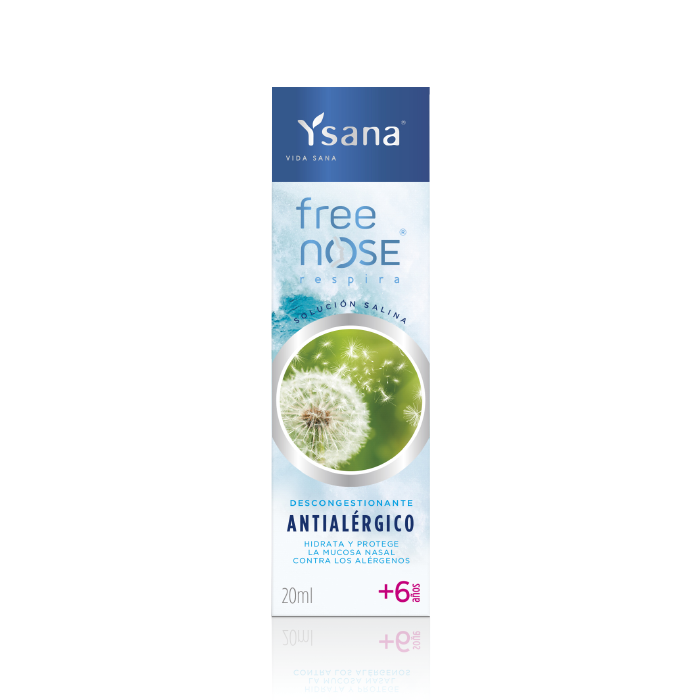 Ysana®
VIDA SANA
free
nOSE®
respira
SOLUCIÓN SALINA
DESCONGESTIONANTE
ANTIALÉRGICO
HIDRATA Y PROTEGE
LA MUCOSA NASAL
CONTRA LOS ALÉRGENOS
20ml
+6 años